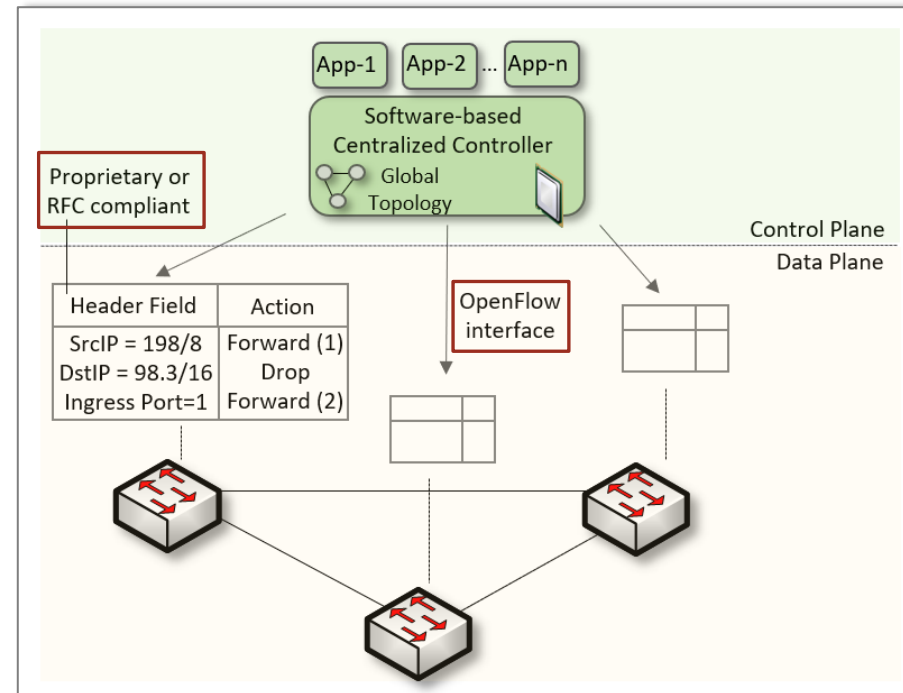 App-1
App-2
...
App-n
Software-based
Centralized Controller
Global
Topology
Proprietary or
RFC compliant
Control Plane
Data Plane
OpenFlow
interface
Header Field
Action
SrcIP = 198/8
Forward (1)
DstIP = 98.3/16
Drop
Ingress Port=1
Forward (2)